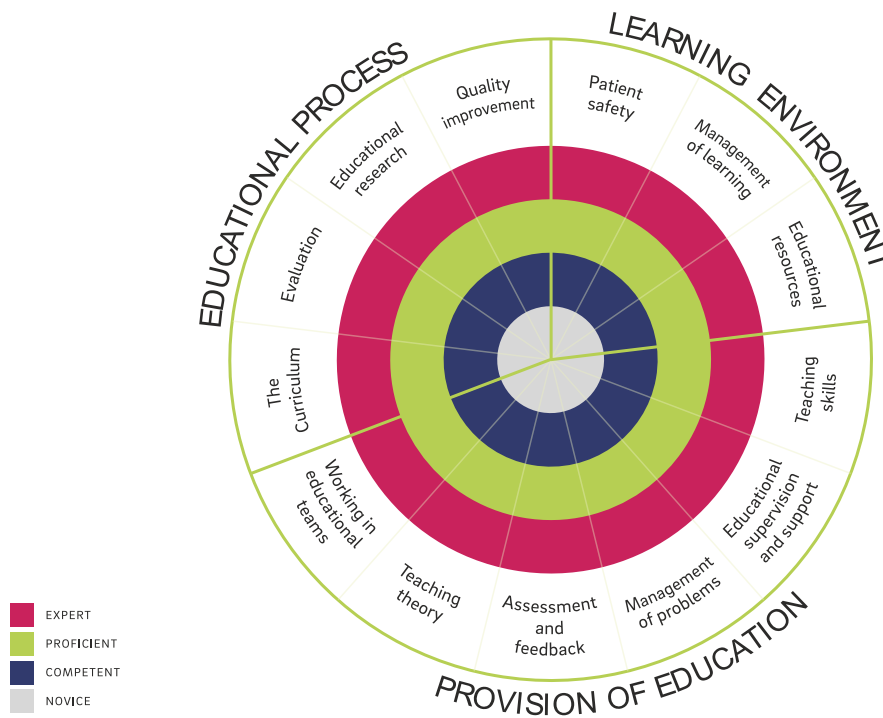 EDUCATIONAL PROCESS
LEARNING ENVIRONMENT
PROVISION OF EDUCATION
Quality
improvement
Patient
safety
Management
of learning
Educational
resources
Teaching
skills
Educational
supervision
and support
Management
of problems
Assessment
and
feedback
Teaching
theory
Working in
educational
teams
The
Curriculum
Evaluation
Educational
research
EXPERT
PROFICIENT
COMPETENT
NOVICE